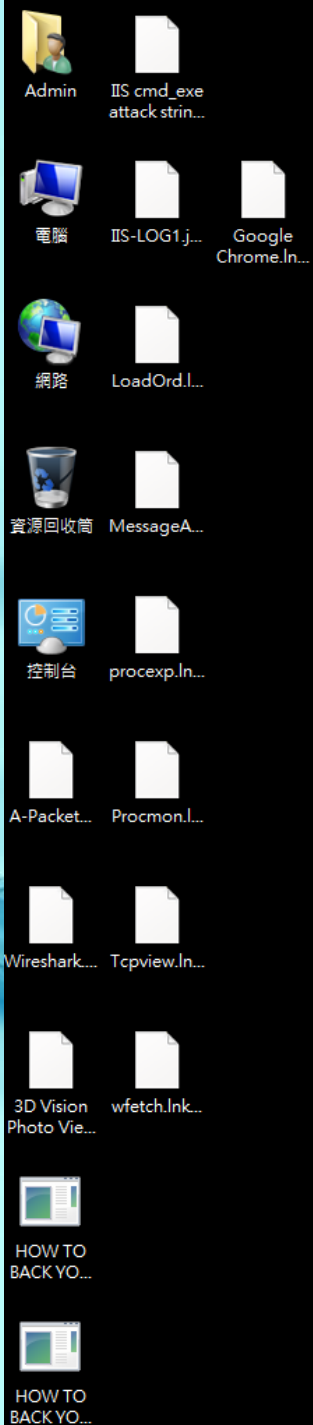 Admin
IIS cmd_exe
attack strin...
電腦
IIS-LOG1.j...
Google
Chrome.ln...
網路
LoadOrd.l...
資源回收筒
MessageA...
控制台
procexp.ln...
A-Packet...
Procmon.l...
Wireshark....
Tcpview.ln...
3D Vision
Photo Vie...
wfetch.lnk...
HOW TO
BACK YO...
HOW TO
BACK YO...